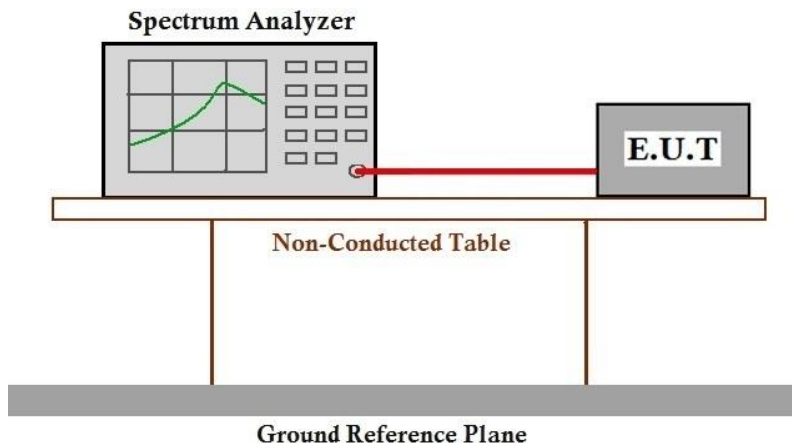 Spectrum Analyzer
E.U.T
Non-Conducted Table
Ground Reference Plane